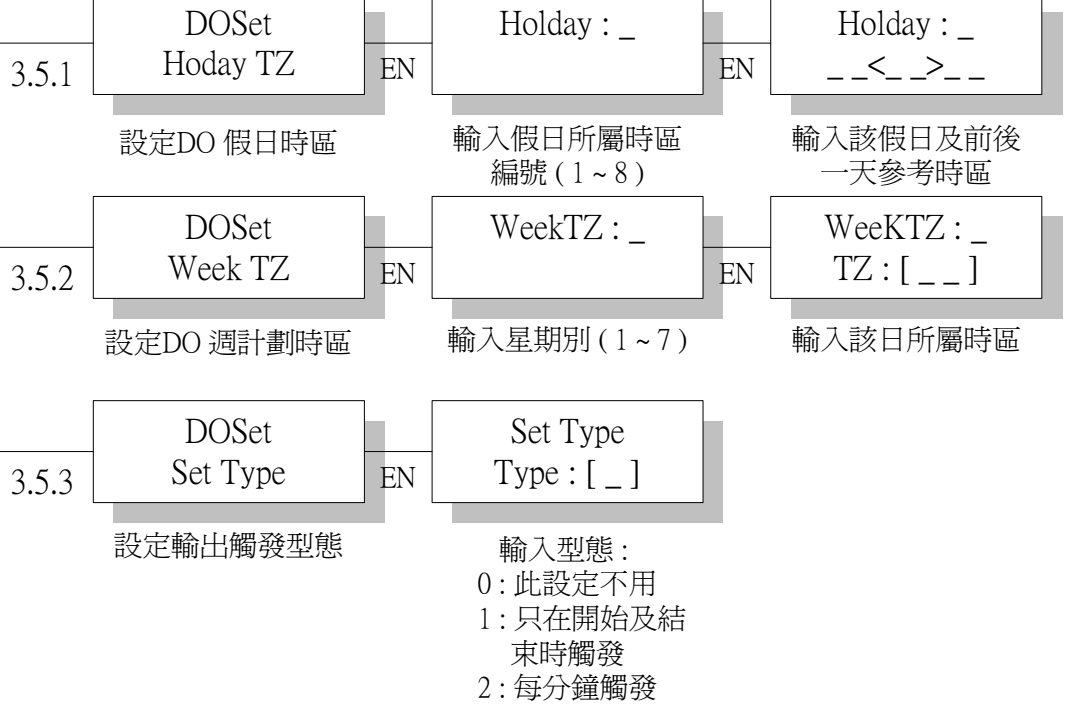 3.5.1
DOSet
Hoday TZ
EN
Holday : _
EN
Holday : _
_ _<_ _>_ _
設定DO 假日時區
輸入假日所屬時區
編號 ( 1 ~ 8 )
輸入該假日及前後
一天參考時區
3.5.2
DOSet
Week TZ
EN
WeekTZ : _
EN
WeeKTZ : _
TZ : [ _ _ ]
設定DO 週計劃時區
輸入星期別 ( 1 ~ 7 )
輸入該日所屬時區
3.5.3
DOSet
Set Type
EN
Set Type
Type : [ _ ]
設定輸出觸發型態
輸入型態 :
0 : 此設定不用
1 : 只在開始及結
束時觸發
2 : 每分鐘觸發